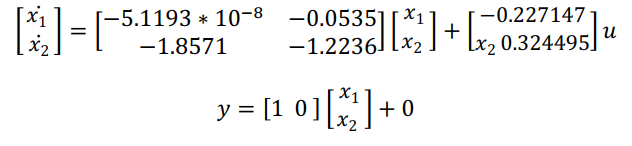 [ẋ₁ ẋ₂] = [−5.1193 ∗ 10⁻⁸ −0.0535 −1.8571 −1.2236] [x₁ x₂] + [−0.227147 x₂ 0.324495] u
y = [1 0] [x₁ x₂] + 0